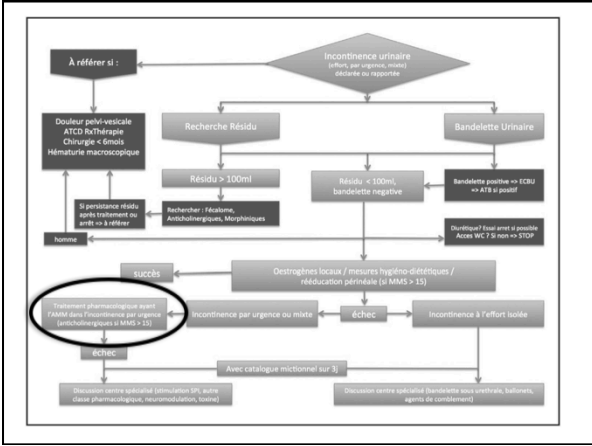 À référer si :
Incontinence urinaire
(effort, par urgence, mixte)
déclarée ou rapportée
Douleur pelvi-vesicale
ATCD RxThérapie
Chirurgie < 6mois
Hématurie macroscopique
Recherche Résidu
Bandelette Urinaire
Résidu > 100ml
Résidu < 100ml,
bandelette negative
Bandelette positive => ECBU
=> ATB si positif
Si persistance résidu
après traitement ou
arrêt => à référer
Rechercher : Fécalome,
Anticholinergiques, Morphiniques
homme
Diurétique? Essai arret si possible
Acces WC ? Si non => STOP
succès
Oestrogènes locaux / mesures hygiéno-diététiques /
rééducation périnéale (si MMS > 15)
Traitement pharmacologique ayant
l'AMM dans l'incontinence par urgence
(anticholinergiques si MMS > 15)
Incontinence par urgence ou mixte
échec
Incontinence à l'effort isolée
échec
Avec catalogue mictionnel sur 3j
Discussion centre spécialisé (stimulation SPI, autre
classe pharmacologique, neuromodulation, toxine)
Discussion centre spécialisé (bandelette sous urethrale, ballonets,
agents de comblement)